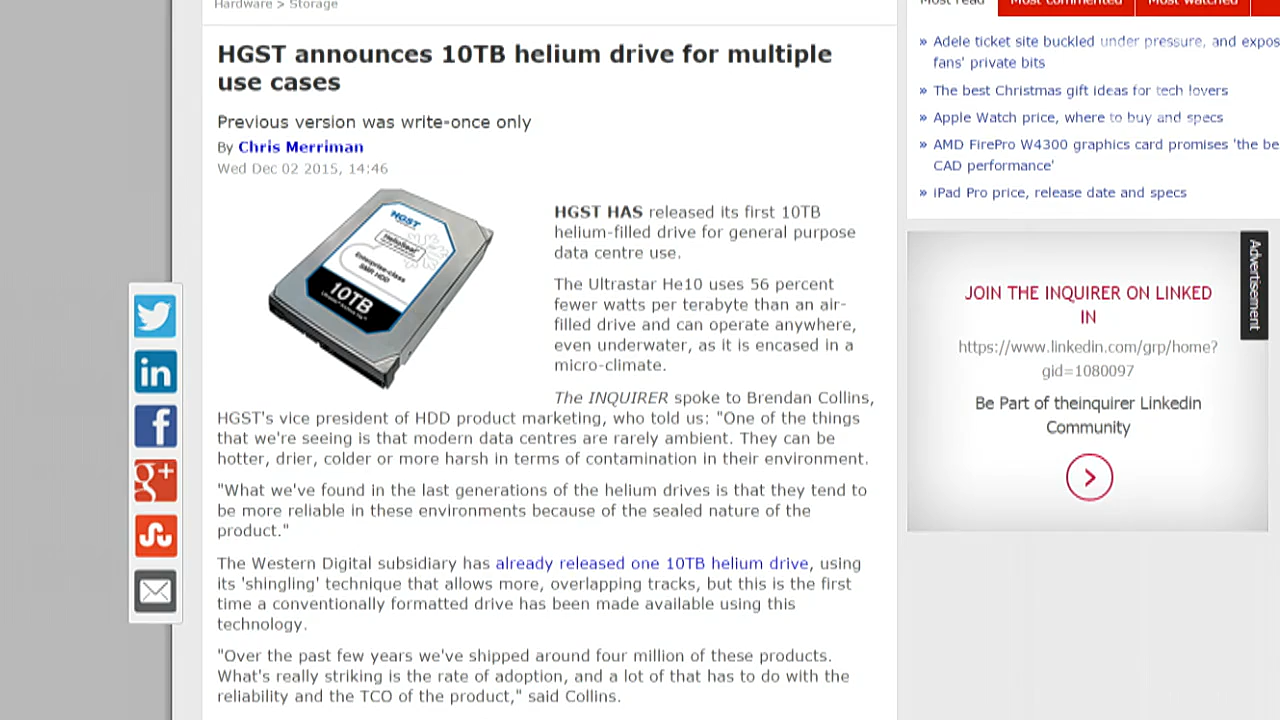 Hardware > Storage
HGST announces 10TB helium drive for multiple
use cases
Previous version was write-once only
By Chris Merriman
Wed Dec 02 2015, 14:46
HGST
HelioSeal
Enterprise-class
SMR HDD
10TB
HGST HAS released its first 10TB
helium-filled drive for general purpose
data centre use.
The Ultrastar He10 uses 56 percent
fewer watts per terabyte than an air-
filled drive and can operate anywhere,
even underwater, as it is encased in a
micro-climate.
The INQUIRER spoke to Brendan Collins,
HGST's vice president of HDD product marketing, who told us: "One of the things
that we're seeing is that modern data centres are rarely ambient. They can be
hotter, drier, colder or more harsh in terms of contamination in their environment.
"What we've found in the last generations of the helium drives is that they tend to
be more reliable in these environments because of the sealed nature of the
product."
The Western Digital subsidiary has already released one 10TB helium drive, using
its 'shingling' technique that allows more, overlapping tracks, but this is the first
time a conventionally formatted drive has been made available using this
technology.
"Over the past few years we've shipped around four million of these products.
What's really striking is the rate of adoption, and a lot of that has to do with the
reliability and the TCO of the product," said Collins.
Most read
Most commented
Most watched
» Adele ticket site buckled under pressure, and expos
fans' private bits
» The best Christmas gift ideas for tech lovers
» Apple Watch price, where to buy and specs
» AMD FirePro W4300 graphics card promises 'the be
CAD performance'
» iPad Pro price, release date and specs
Advertisement
JOIN THE INQUIRER ON LINKED
IN
https://www.linkedin.com/grp/home?
gid=1080097
Be Part of theinquirer Linkedin
Community
in
f
g+